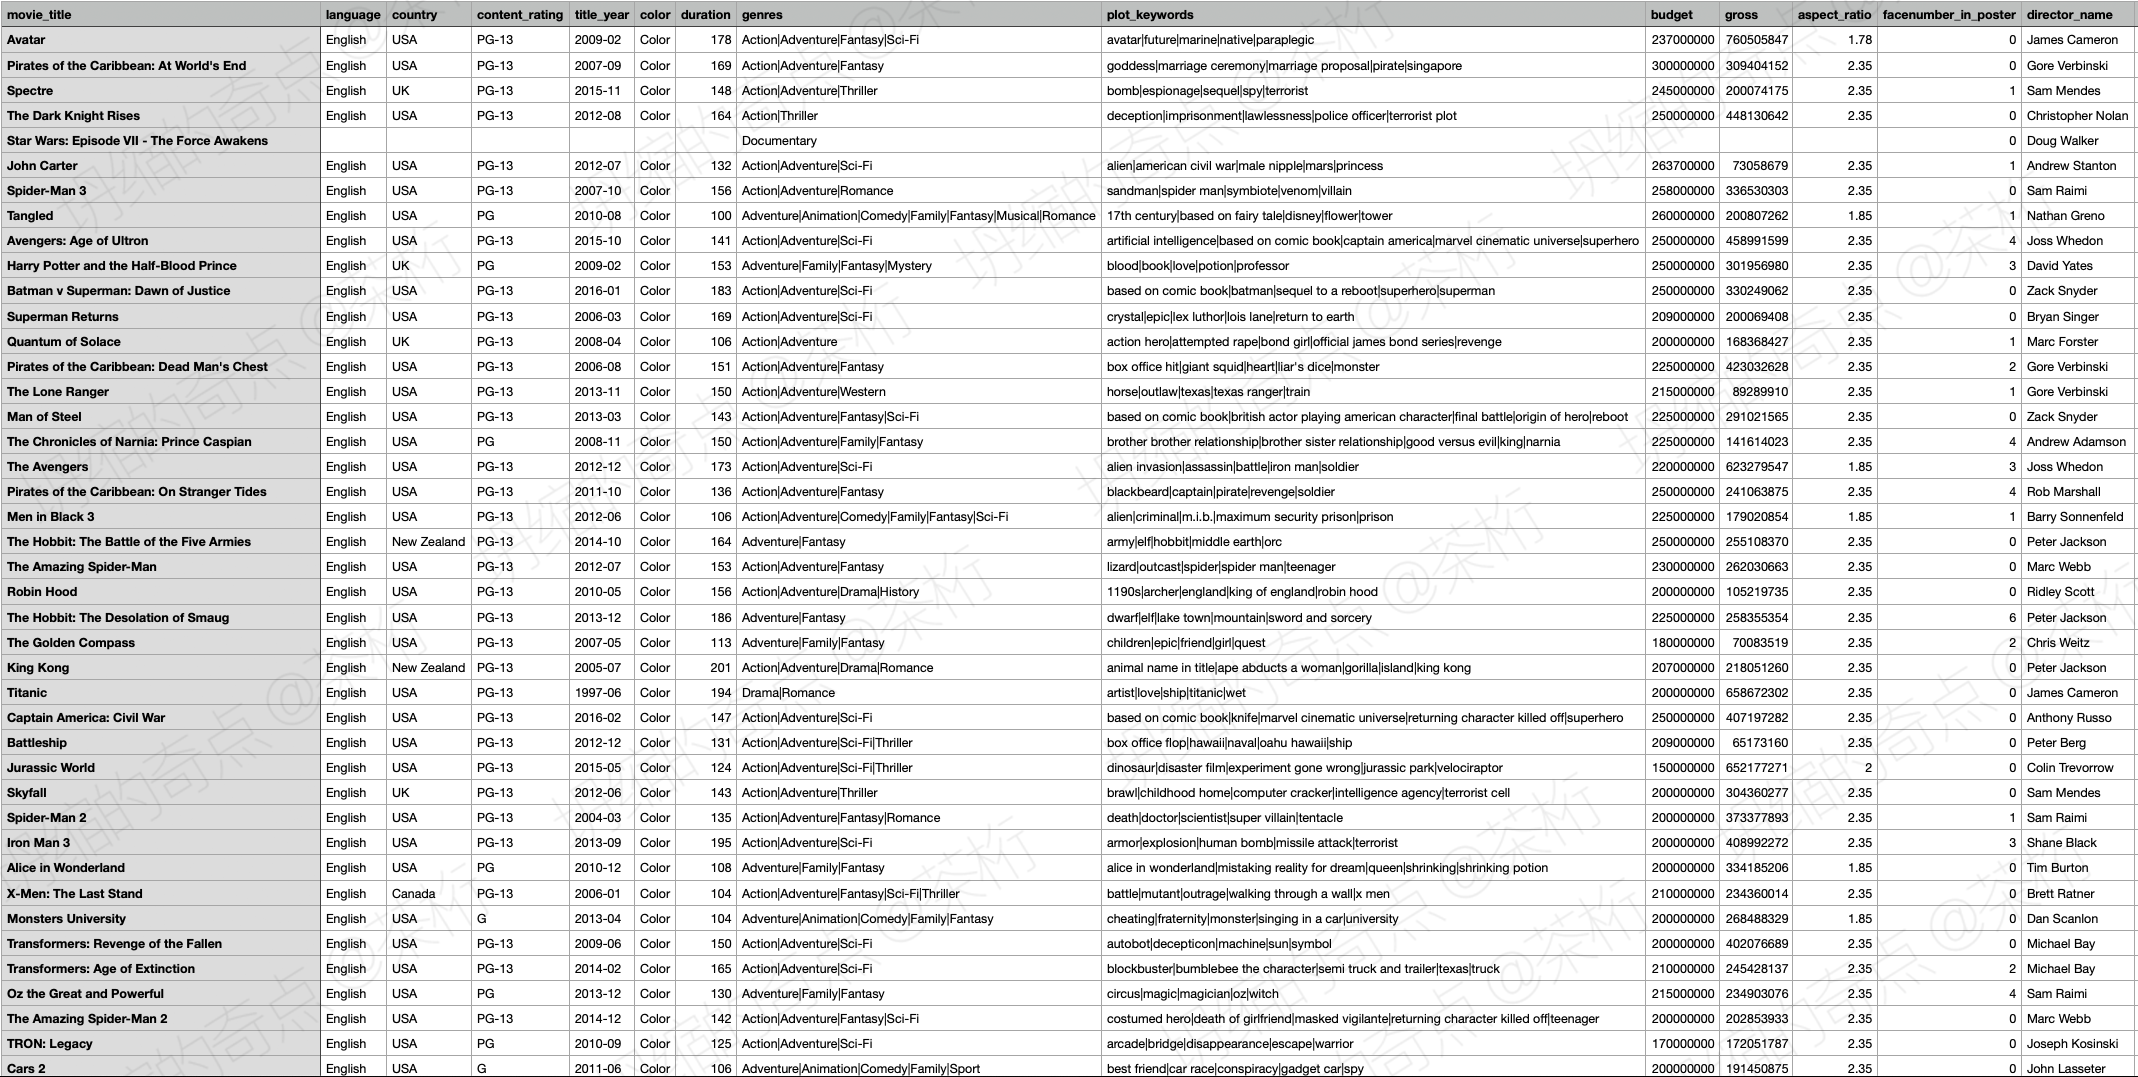 movie_title language country content_rating title_year color duration genres plot_keywords budget gross aspect_ratio facenumber_in_poster director_name
Avatar English USA PG-13 2009-02 Color 178 Action|Adventure|Fantasy|Sci-Fi avatar|future|marine|native|paraplegic 237000000 760505847 1.78 0 James Cameron
Pirates of the Caribbean: At World's End English USA PG-13 2007-09 Color 169 Action|Adventure|Fantasy goddess|marriage ceremony|marriage proposal|pirate|singapore 300000000 309404152 2.35 0 Gore Verbinski
Spectre English UK PG-13 2015-11 Color 148 Action|Adventure|Thriller bomb|espionage|sequel|spy|terrorist 245000000 200074175 2.35 1 Sam Mendes
The Dark Knight Rises English USA PG-13 2012-08 Color 164 Action|Thriller deception|imprisonment|lawlessness|police officer|terrorist plot 250000000 448130642 2.35 0 Christopher Nolan
Star Wars: Episode VII - The Force Awakens Documentary 0 Doug Walker
John Carter English USA PG-13 2012-07 Color 132 Action|Adventure|Sci-Fi alien|american civil war|male nipple|mars|princess 263700000 73058679 2.35 1 Andrew Stanton
Spider-Man 3 English USA PG-13 2007-10 Color 156 Action|Adventure|Romance sandman|spider man|symbiote|venom|villain 258000000 336530303 2.35 0 Sam Raimi
Tangled English USA PG 2010-08 Color 100 Adventure|Animation|Comedy|Family|Fantasy|Musical|Romance 17th century|based on fairy tale|disney|flower|tower 260000000 200807262 1.85 1 Nathan Greno
Avengers: Age of Ultron English USA PG-13 2015-10 Color 141 Action|Adventure|Sci-Fi artificial intelligence|based on comic book|captain america|marvel cinematic universe|superhero 250000000 458991599 2.35 4 Joss Whedon
Harry Potter and the Half-Blood Prince English UK PG 2009-02 Color 153 Adventure|Family|Fantasy|Mystery blood|book|love|potion|professor 250000000 301956980 2.35 3 David Yates
Batman v Superman: Dawn of Justice English USA PG-13 2016-01 Color 183 Action|Adventure|Sci-Fi based on comic book|batman|sequel to a reboot|superhero|superman 250000000 330249062 2.35 0 Zack Snyder
Superman Returns English USA PG-13 2006-03 Color 169 Action|Adventure|Sci-Fi crystal|epic|lex luthor|lois lane|return to earth 209000000 200069408 2.35 0 Bryan Singer
Quantum of Solace English UK PG-13 2008-04 Color 106 Action|Adventure action hero|attempted rape|bond girl|official james bond series|revenge 200000000 168368427 2.35 1 Marc Forster
Pirates of the Caribbean: Dead Man's Chest English USA PG-13 2006-08 Color 151 Action|Adventure|Fantasy box office hit|giant squid|heart|liar's dice|monster 225000000 423032628 2.35 2 Gore Verbinski
The Lone Ranger English USA PG-13 2013-11 Color 150 Action|Adventure|Western horse|outlaw|texas|texas ranger|train 215000000 89289910 2.35 1 Gore Verbinski
Man of Steel English USA PG-13 2013-03 Color 143 Action|Adventure|Fantasy|Sci-Fi based on comic book|british actor playing american character|final battle|origin of hero|reboot 225000000 291021565 2.35 0 Zack Snyder
The Chronicles of Narnia: Prince Caspian English USA PG 2008-11 Color 150 Action|Adventure|Family|Fantasy brother brother relationship|brother sister relationship|good versus evil|king|narnia 225000000 141614023 2.35 4 Andrew Adamson
The Avengers English USA PG-13 2012-12 Color 173 Action|Adventure|Sci-Fi alien invasion|assassin|battle|iron man|soldier 220000000 623279547 1.85 3 Joss Whedon
Pirates of the Caribbean: On Stranger Tides English USA PG-13 2011-10 Color 136 Action|Adventure|Fantasy blackbeard|captain|pirate|revenge|soldier 250000000 241063875 2.35 4 Rob Marshall
Men in Black 3 English USA PG-13 2012-06 Color 106 Action|Adventure|Comedy|Family|Fantasy|Sci-Fi alien|criminal|m.i.b.|maximum security prison|prison 225000000 179020854 1.85 1 Barry Sonnenfeld
The Hobbit: The Battle of the Five Armies English New Zealand PG-13 2014-10 Color 164 Adventure|Fantasy army|elf|hobbit|middle earth|orc 250000000 255108370 2.35 0 Peter Jackson
The Amazing Spider-Man English USA PG-13 2012-07 Color 153 Action|Adventure|Fantasy lizard|outcast|spider|spider man|teenager 230000000 262030663 2.35 0 Marc Webb
Robin Hood English USA PG-13 2010-05 Color 156 Action|Adventure|Drama|History 1190s|archer|england|king of england|robin hood 200000000 105219735 2.35 0 Ridley Scott
The Hobbit: The Desolation of Smaug English USA PG-13 2013-12 Color 186 Adventure|Fantasy dwarf|elf|lake town|mountain|sword and sorcery 225000000 258355354 2.35 6 Peter Jackson
The Golden Compass English USA PG-13 2007-05 Color 113 Adventure|Family|Fantasy children|epic|friend|girl|quest 180000000 70083519 2.35 2 Chris Weitz
King Kong English New Zealand PG-13 2005-07 Color 201 Action|Adventure|Drama|Romance animal name in title|ape abducts a woman|gorilla|island|king kong 207000000 218051260 2.35 0 Peter Jackson
Titanic English USA PG-13 1997-06 Color 194 Drama|Romance artist|love|ship|titanic|wet 200000000 658672302 2.35 0 James Cameron
Captain America: Civil War English USA PG-13 2016-02 Color 147 Action|Adventure|Sci-Fi based on comic book|knife|marvel cinematic universe|returning character killed off|superhero 250000000 407197282 2.35 0 Anthony Russo
Battleship English USA PG-13 2012-12 Color 131 Action|Adventure|Sci-Fi|Thriller box office flop|hawaii|naval|oahu hawaii|ship 209000000 65173160 2.35 0 Peter Berg
Jurassic World English USA PG-13 2015-05 Color 124 Action|Adventure|Sci-Fi|Thriller dinosaur|disaster film|experiment gone wrong|jurassic park|velociraptor 150000000 652177271 2 0 Colin Trevorrow
Skyfall English UK PG-13 2012-06 Color 143 Action|Adventure|Thriller brawl|childhood home|computer cracker|intelligence agency|terrorist cell 200000000 304360277 2.35 0 Sam Mendes
Spider-Man 2 English USA PG-13 2004-03 Color 135 Action|Adventure|Fantasy|Romance death|doctor|scientist|super villain|tentacle 200000000 373377893 2.35 1 Sam Raimi
Iron Man 3 English USA PG-13 2013-09 Color 195 Action|Adventure|Sci-Fi armor|explosion|human bomb|missile attack|terrorist 200000000 408992272 2.35 3 Shane Black
Alice in Wonderland English USA PG 2010-12 Color 108 Adventure|Family|Fantasy alice in wonderland|mistaking reality for dream|queen|shrinking|shrinking potion 200000000 334185206 1.85 0 Tim Burton
X-Men: The Last Stand English Canada PG-13 2006-01 Color 104 Action|Adventure|Fantasy|Sci-Fi|Thriller battle|mutant|outrage|walking through a wall|x men 210000000 234360014 2.35 0 Brett Ratner
Monsters University English USA G 2013-04 Color 104 Adventure|Animation|Comedy|Family|Fantasy cheating|fraternity|monster|singing in a car|university 200000000 268488329 1.85 0 Dan Scanlon
Transformers: Revenge of the Fallen English USA PG-13 2009-06 Color 150 Action|Adventure|Sci-Fi autobot|decepticon|machine|sun|symbol 200000000 402076689 2.35 0 Michael Bay
Transformers: Age of Extinction English USA PG-13 2014-02 Color 165 Action|Adventure|Sci-Fi blockbuster|bumblebee the character|semi truck and trailer|texas|truck 210000000 245428137 2.35 2 Michael Bay
Oz the Great and Powerful English USA PG 2013-12 Color 130 Adventure|Family|Fantasy circus|magic|magician|oz|witch 215000000 234903076 2.35 4 Sam Raimi
The Amazing Spider-Man 2 English USA PG-13 2014-12 Color 142 Action|Adventure|Fantasy|Sci-Fi costumed hero|death of girlfriend|masked vigilante|returning character killed off|teenager 200000000 202853933 2.35 0 Marc Webb
TRON: Legacy English USA PG 2010-09 Color 125 Action|Adventure|Sci-Fi arcade|bridge|disappearance|escape|warrior 170000000 172051787 2.35 0 Joseph Kosinski
Cars 2 English USA G 2011-06 Color 106 Adventure|Animation|Comedy|Family|Sport best friend|car race|conspiracy|gadget car|spy 200000000 191450875 2.35 0 John Lasseter
坍缩的奇点 @茶桁